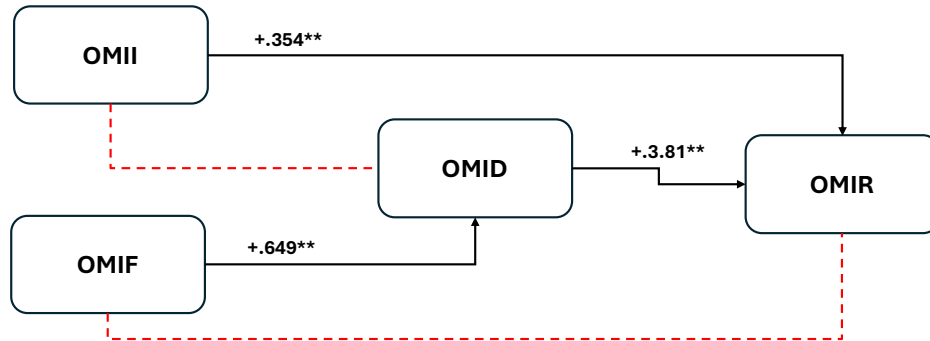 +.354**
OMII
OMID
+.3.81**
OMIR
+.649**
OMIF